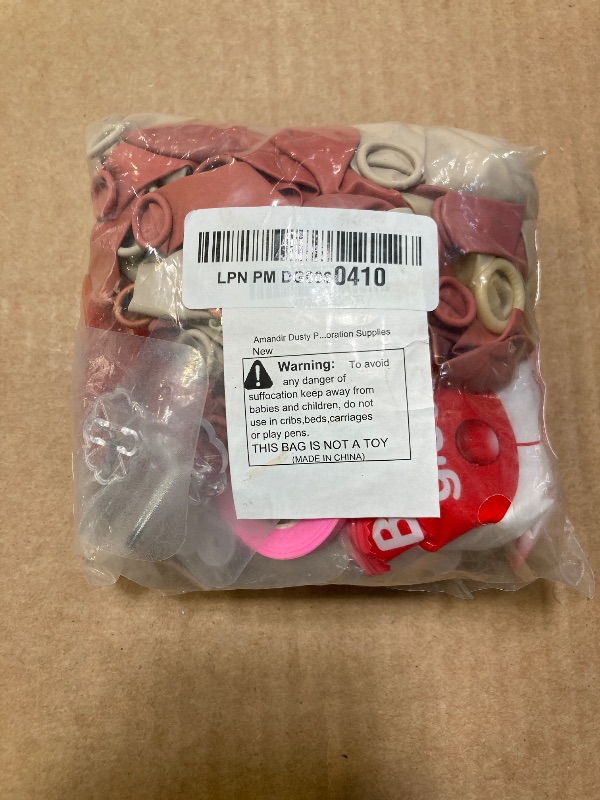 LPN PM 0410
Amandir Dusty P...oration Supplies
New
Warning: To avoid
any danger of
suffocation keep away from
babies and children, do not
use in cribs,beds,carriages
or play pens.
THIS BAG IS NOT A TOY
(MADE IN CHINA)